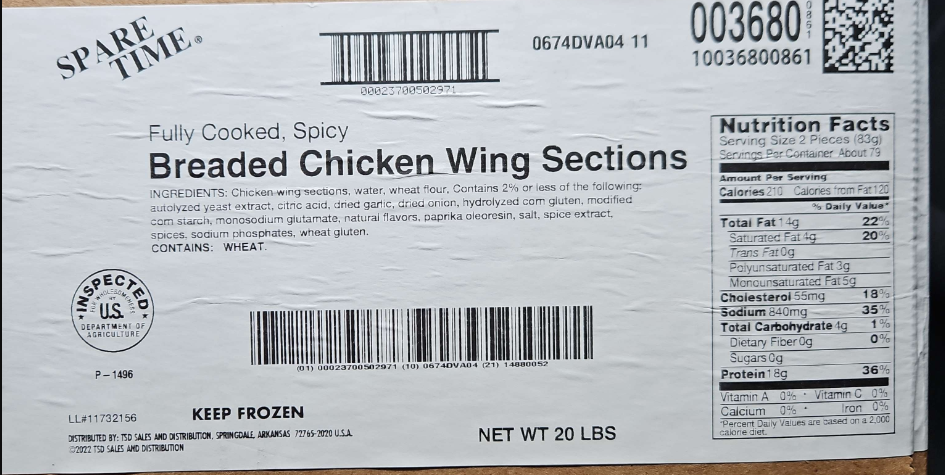 SPARE
TIME®
00023700502971
0674DVA04 11
003680
0861
10036800861
Fully Cooked, Spicy
Breaded Chicken Wing Sections
INGREDIENTS: Chicken wing sections, water, wheat flour, Contains 2% or less of the following:
autolyzed yeast extract, citric acid, dried garlic, dried onion, hydrolyzed corn gluten, modified
corn starch, monosodium glutamate, natural flavors, paprika oleoresin, salt, spice extract,
spices, sodium phosphates, wheat gluten.
CONTAINS: WHEAT.
INSPECTED
FOR WHOLESOMENESS
BY
U.S.
DEPARTMENT OF
AGRICULTURE
P-1496
(01) 00023700502971 (10) 0674DVA04 (21) 14880052
LL#11732156
KEEP FROZEN
DISTRIBUTED BY: TSD SALES AND DISTRIBUTION, SPRINGDALE, ARKANSAS 72765-2020 U.S.A.
©2022 TSD SALES AND DISTRIBUTION
NET WT 20 LBS
Nutrition Facts
Serving Size 2 Pieces (83g)
Servings Per Container About 79
Amount Per Serving
Calories 210 Calories from Fat 120
% Daily Value*
Total Fat 14g 22%
Saturated Fat 4g 20%
Trans Fat 0g
Polyunsaturated Fat 3g
Monounsaturated Fat 5g
Cholesterol 55mg 18%
Sodium 840mg 35%
Total Carbohydrate 4g 1%
Dietary Fiber 0g 0%
Sugars 0g
Protein 18g 36%
Vitamin A 0% • Vitamin C 0%
Calcium 0% • Iron 0%
*Percent Daily Values are based on a 2,000
calorie diet.